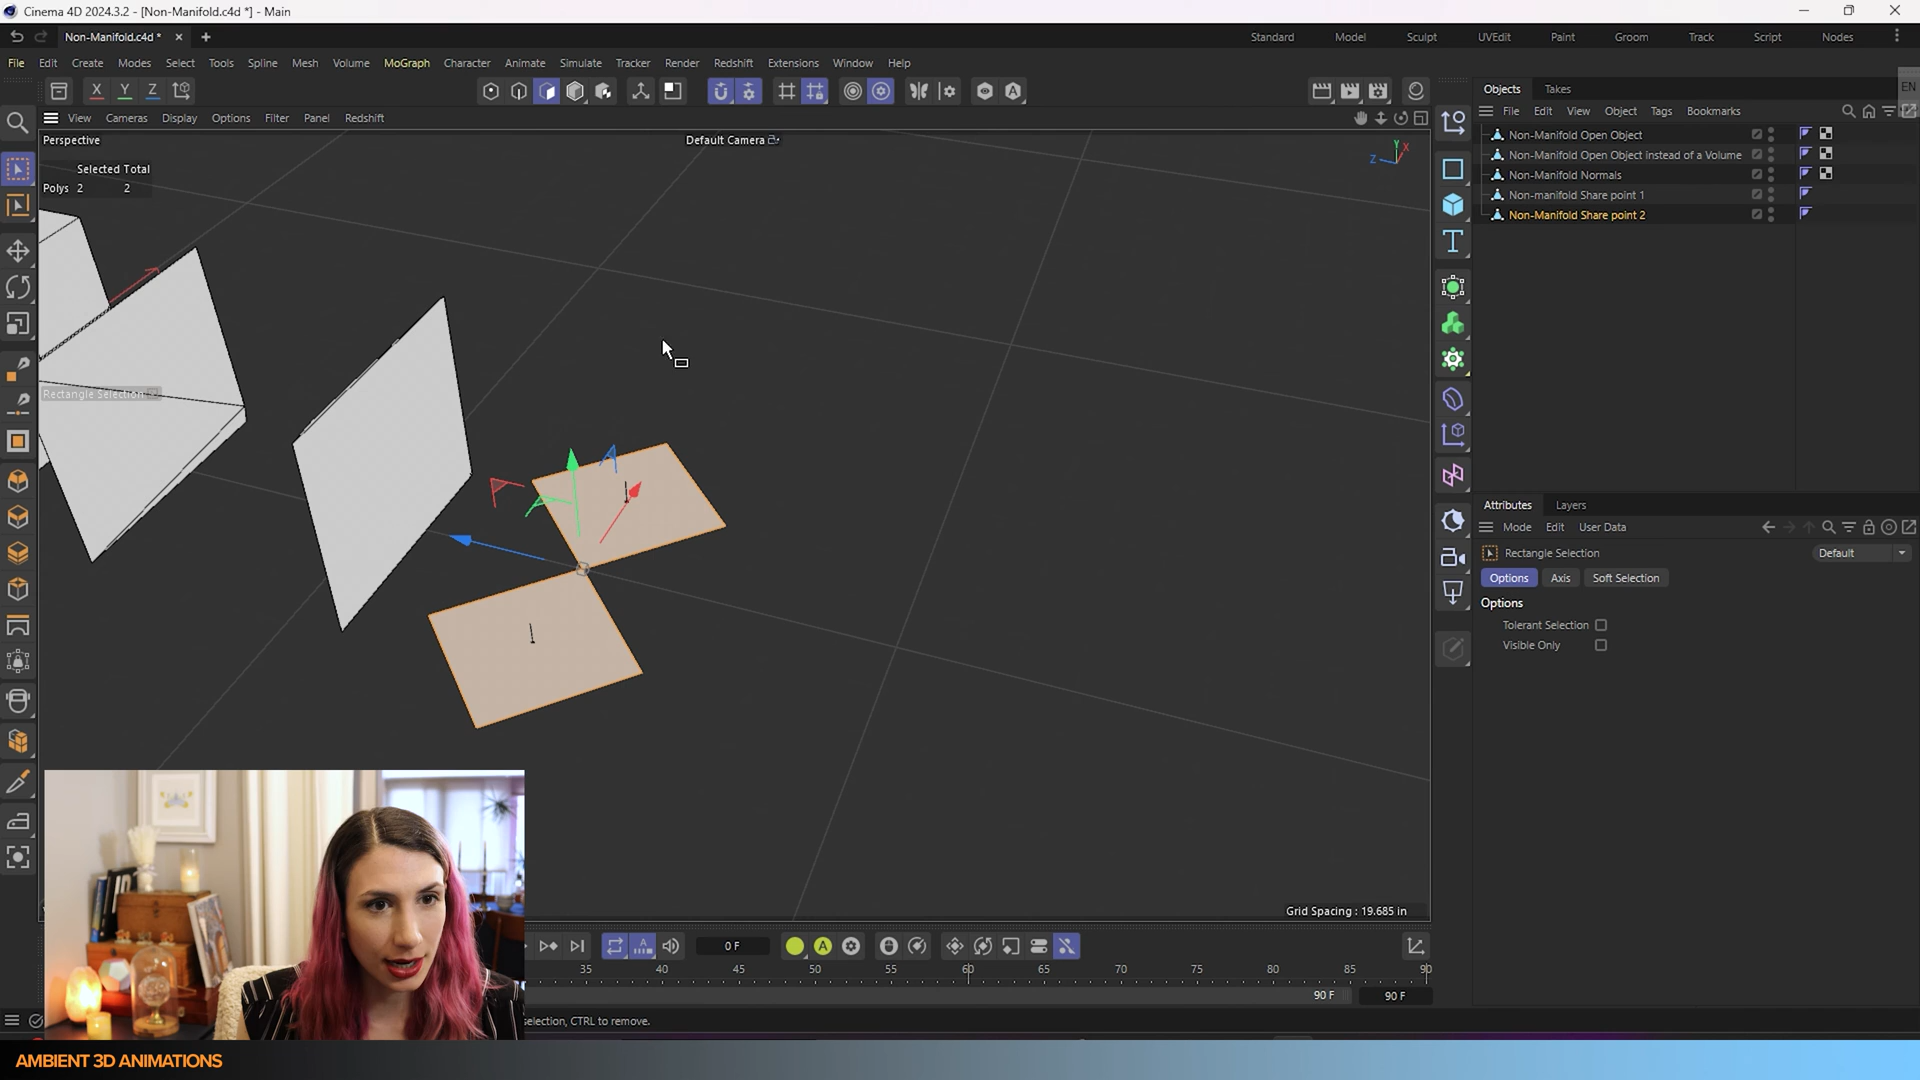 Cinema 4D 2024.3.2 - [Non-Manifold.c4d *] - Main
Non-Manifold.c4d *
Standard Model Sculpt UVEdit Paint Groom Track Script Nodes
File Edit Create Modes Select Tools Spline Mesh Volume MoGraph Character Animate Simulate Tracker Render Redshift Extensions Window Help
X Y Z
Objects Takes
EN
View Cameras Display Options Filter Panel Redshift
File Edit View Object Tags Bookmarks
Perspective
Default Camera
Y X Z
Selected Total
Polys 2 2
Non-Manifold Open Object
Non-Manifold Open Object instead of a Volume
Non-Manifold Normals
Non-manifold Share point 1
Non-Manifold Share point 2
Rectangle Selection
Attributes Layers
Mode Edit User Data
Rectangle Selection
Default
Options Axis Soft Selection
Options
Tolerant Selection
Visible Only
Grid Spacing : 19.685 in
0 F
35 40 45 50 55 60 65 70 75 80 85 90
90 F 90 F
selection, CTRL to remove.
AMBIENT 3D ANIMATIONS